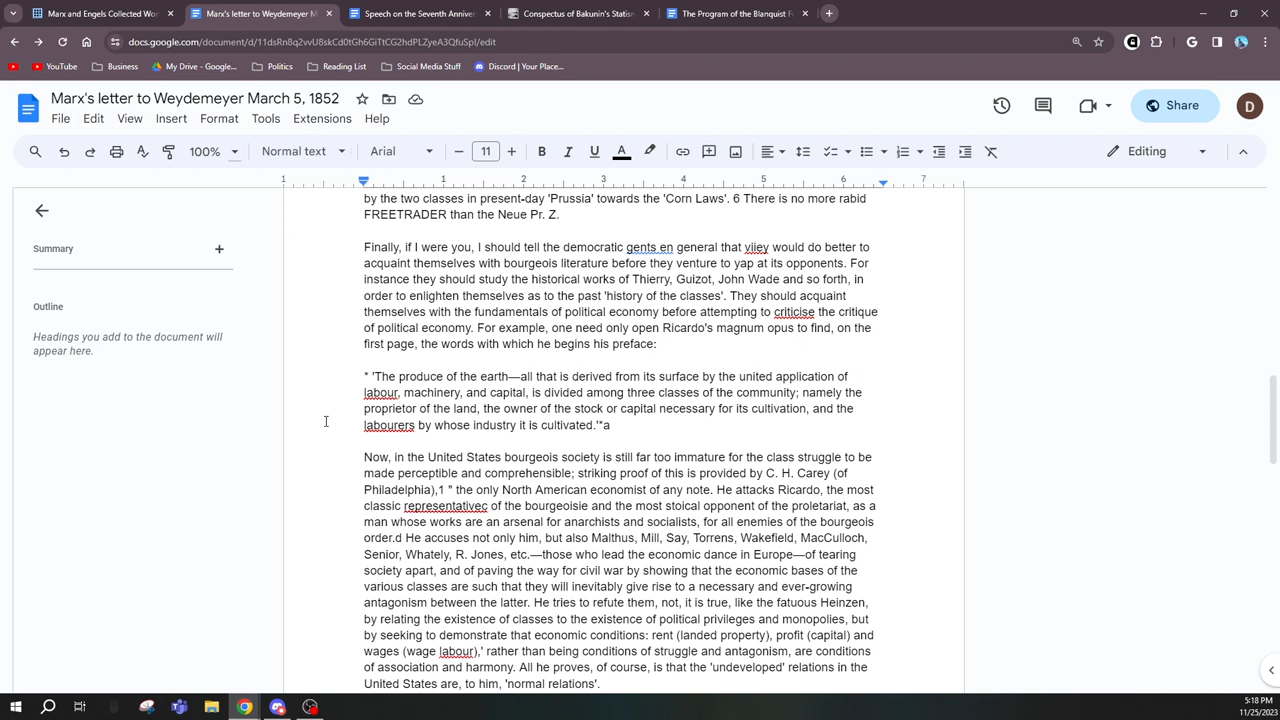 Marx and Engels Collected Wor
Marx's letter to Weydemeyer M
Speech on the Seventh Anniver
Conspectus of Bakunin's Statism
The Program of the Blanquist Fu
docs.google.com/document/d/11dsRn8q2vvU8skCd0tGh6GiTtCG2hdPLZyeA3QfuSpI/edit
YouTube
Business
My Drive - Google...
Politics
Reading List
Social Media Stuff
Discord | Your Place...
Marx's letter to Weydemeyer March 5, 1852
File Edit View Insert Format Tools Extensions Help
Share
D
100%
Normal text
Arial
11
Editing
1 1 2 3 4 5 6 7
Summary
Outline
Headings you add to the document will
appear here.
by the two classes in present-day 'Prussia' towards the 'Corn Laws'. 6 There is no more rabid
FREETRADER than the Neue Pr. Z.
Finally, if I were you, I should tell the democratic gents en general that viiey would do better to
acquaint themselves with bourgeois literature before they venture to yap at its opponents. For
instance they should study the historical works of Thierry, Guizot, John Wade and so forth, in
order to enlighten themselves as to the past 'history of the classes'. They should acquaint
themselves with the fundamentals of political economy before attempting to criticise the critique
of political economy. For example, one need only open Ricardo's magnum opus to find, on the
first page, the words with which he begins his preface:
* 'The produce of the earth—all that is derived from its surface by the united application of
labour, machinery, and capital, is divided among three classes of the community; namely the
proprietor of the land, the owner of the stock or capital necessary for its cultivation, and the
labourers by whose industry it is cultivated.'*a
Now, in the United States bourgeois society is still far too immature for the class struggle to be
made perceptible and comprehensible; striking proof of this is provided by C. H. Carey (of
Philadelphia),1 " the only North American economist of any note. He attacks Ricardo, the most
classic representativec of the bourgeoisie and the most stoical opponent of the proletariat, as a
man whose works are an arsenal for anarchists and socialists, for all enemies of the bourgeois
order.d He accuses not only him, but also Malthus, Mill, Say, Torrens, Wakefield, MacCulloch,
Senior, Whately, R. Jones, etc.—those who lead the economic dance in Europe—of tearing
society apart, and of paving the way for civil war by showing that the economic bases of the
various classes are such that they will inevitably give rise to a necessary and ever-growing
antagonism between the latter. He tries to refute them, not, it is true, like the fatuous Heinzen,
by relating the existence of classes to the existence of political privileges and monopolies, but
by seeking to demonstrate that economic conditions: rent (landed property), profit (capital) and
wages (wage labour),' rather than being conditions of struggle and antagonism, are conditions
of association and harmony. All he proves, of course, is that the 'undeveloped' relations in the
United States are, to him, 'normal relations'.
5:18 PM
11/25/2023